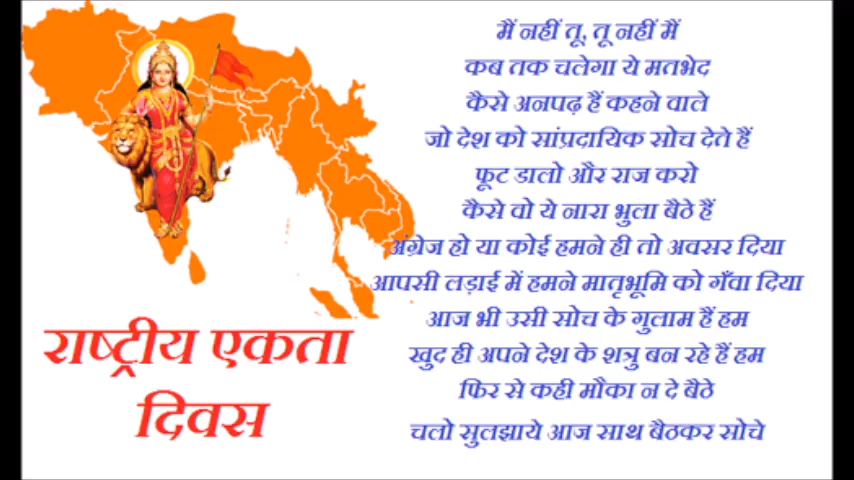 मैं नहीं तू, तू नहीं मैं
कब तक चलेगा ये मतभेद
कैसे अनपढ़ हैं कहने वाले
जो देश को सांप्रदायिक सोच देते हैं
फूट डालो और राज करो
कैसे वो ये नारा भुला बैठे हैं
अंग्रेज हो या कोई हमने ही तो अवसर दिया
आपसी लड़ाई में हमने मातृभूमि को गँवा दिया
आज भी उसी सोच के गुलाम हैं हम
खुद ही अपने देश के शत्रु बन रहे हैं हम
फिर से कही मौका न दे बैठे
चलो सुलझाये आज साथ बैठकर सोचे
राष्ट्रीय एकता
दिवस